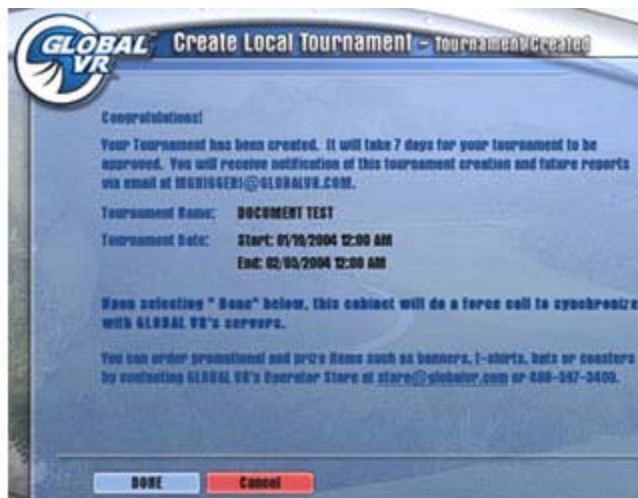 GLOBAL VR
Create Local Tournament - Tournament Created
Congratulations!
Your Tournament has been created. It will take 7 days for your tournament to be
approved. You will receive notification of this tournament creation and future reports
via email at
Tournament Name: DOCUMENT TEST
Tournament Date: Start: 01/19/2004 12:00 AM
End: 02/05/2004 12:00 AM
Upon selecting " Done" below, this cabinet will do a force call to synchronize
with GLOBAL VR's servers.
You can order promotional and prize items such as banners, t-shirts, hats or coasters
by contacting GLOBAL VR's Operator Store at store@globalvr.com or
DONE
Cancel